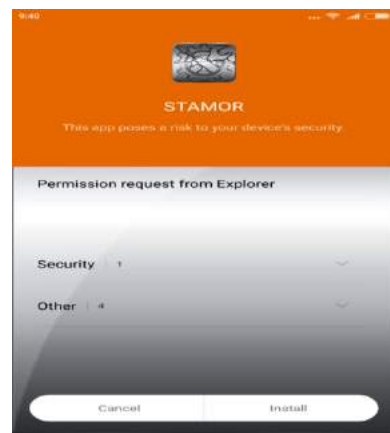 9:40
STAMOR
This app poses a risk to your device's security
Permission request from Explorer
Security | 1
Other | 4
Cancel Install